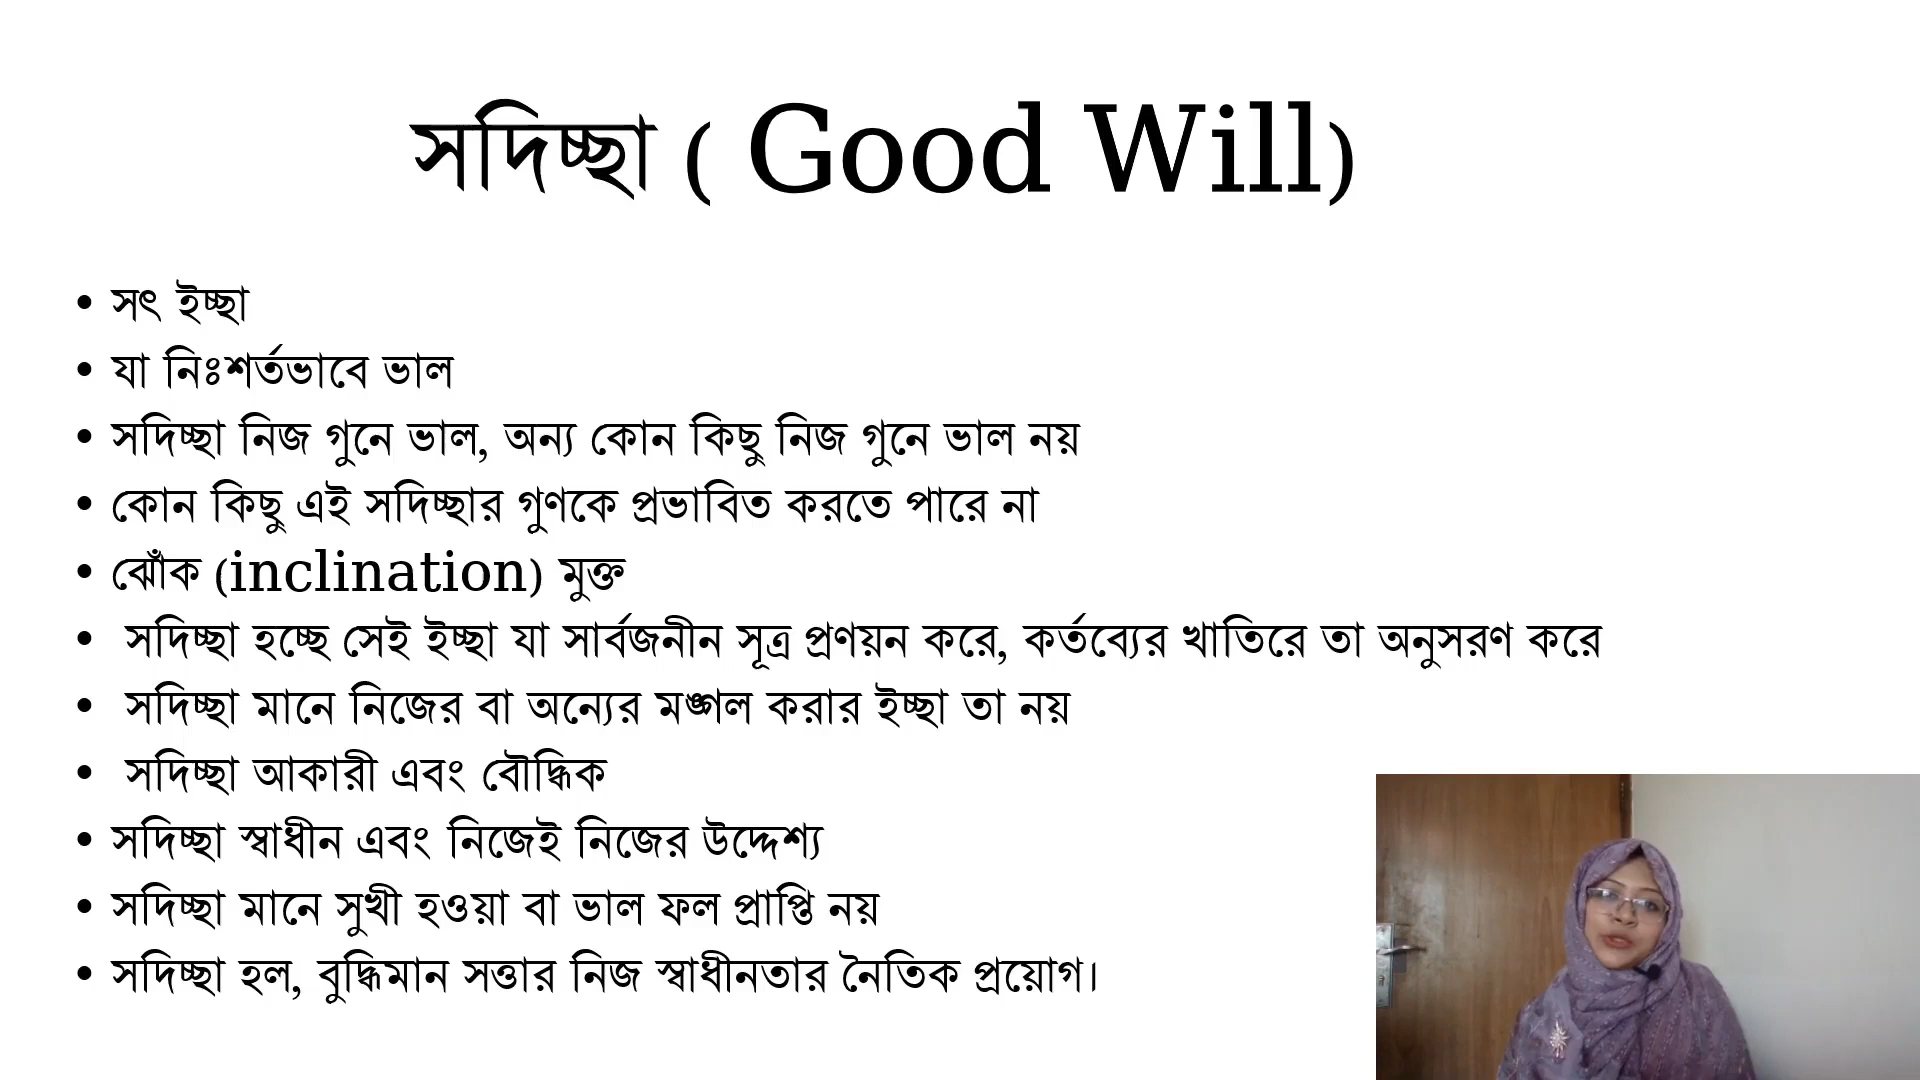 সদিচ্ছা ( Good Will)
• সৎ ইচ্ছা
• যা নিঃশর্তভাবে ভাল
• সদিচ্ছা নিজ গুনে ভাল, অন্য কোন কিছু নিজ গুনে ভাল নয়
• কোন কিছু এই সদিচ্ছার গুণকে প্রভাবিত করতে পারে না
• ঝোঁক (inclination) মুক্ত
• সদিচ্ছা হচ্ছে সেই ইচ্ছা যা সার্বজনীন সূত্র প্রণয়ন করে, কর্তব্যের খাতিরে তা অনুসরণ করে
• সদিচ্ছা মানে নিজের বা অন্যের মঙ্গল করার ইচ্ছা তা নয়
• সদিচ্ছা আকারী এবং বৌদ্ধিক
• সদিচ্ছা স্বাধীন এবং নিজেই নিজের উদ্দেশ্য
• সদিচ্ছা মানে সুখী হওয়া বা ভাল ফল প্রাপ্তি নয়
• সদিচ্ছা হল, বুদ্ধিমান সত্তার নিজ স্বাধীনতার নৈতিক প্রয়োগ।